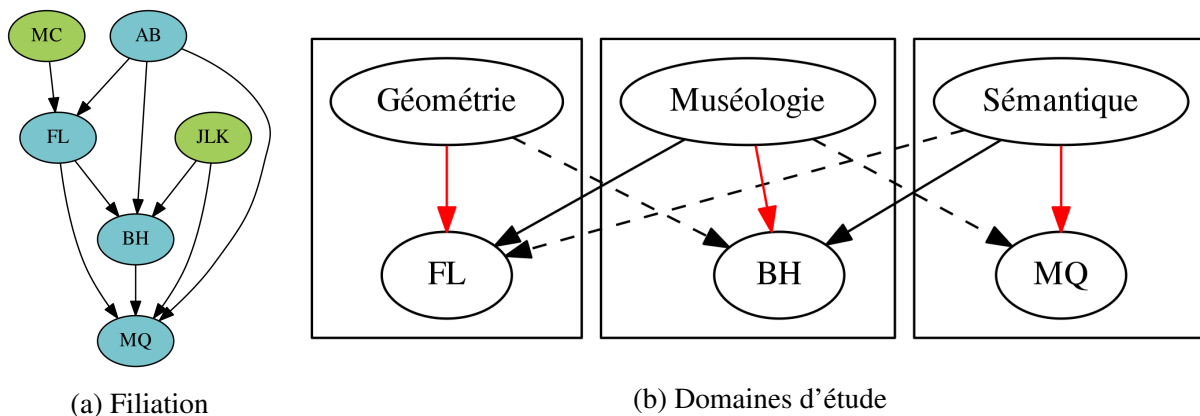 MC
AB
FL
JLK
BH
MQ
(a) Filiation
Géométrie
Muséologie
Sémantique
FL
BH
MQ
(b) Domaines d'étude